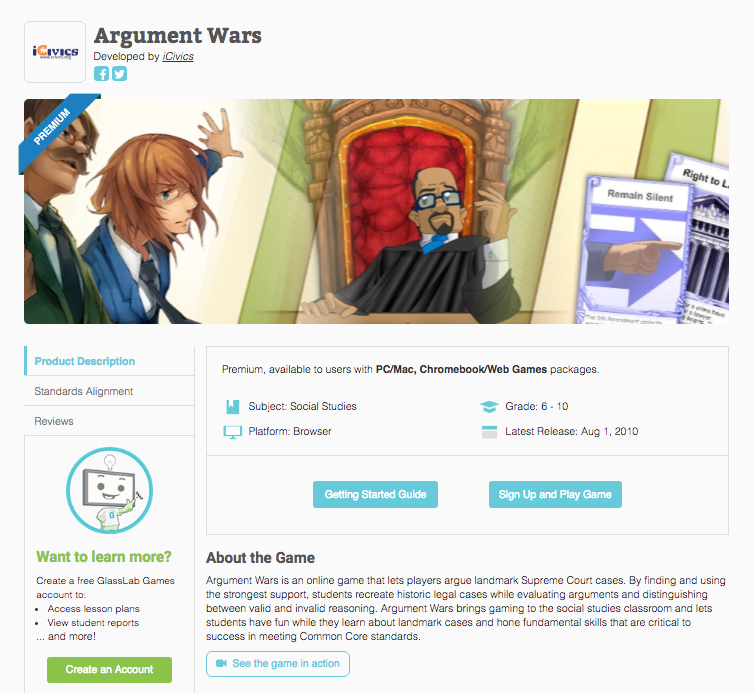 iCivics
www.icivics.org
Argument Wars
Developed by iCivics
PREMIUM
Remain Silent
Right to L
The 5th Amendment protects
Product Description
Standards Alignment
Reviews
Want to learn more?
Create a free GlassLab Games
account to:
• Access lesson plans
• View student reports
... and more!
Create an Account
Premium, available to users with PC/Mac, Chromebook/Web Games packages.
Subject: Social Studies
Grade: 6 - 10
Platform: Browser
Latest Release: Aug 1, 2010
Getting Started Guide
Sign Up and Play Game
About the Game
Argument Wars is an online game that lets players argue landmark Supreme Court cases. By finding and using
the strongest support, students recreate historic legal cases while evaluating arguments and distinguishing
between valid and invalid reasoning. Argument Wars brings gaming to the social studies classroom and lets
students have fun while they learn about landmark cases and hone fundamental skills that are critical to
success in meeting Common Core standards.
See the game in action